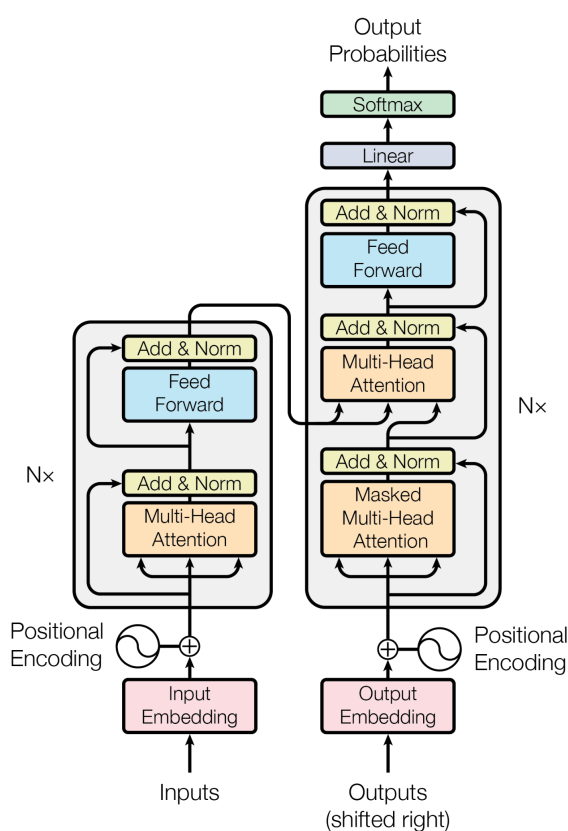 Output
Probabilities
Softmax
Linear
Add & Norm
Feed
Forward
Add & Norm
Multi-Head
Attention
Add & Norm
Masked
Multi-Head
Attention
N×
Add & Norm
Feed
Forward
Add & Norm
Multi-Head
Attention
N×
Positional
Encoding
Positional
Encoding
Input
Embedding
Output
Embedding
Inputs
Outputs
(shifted right)